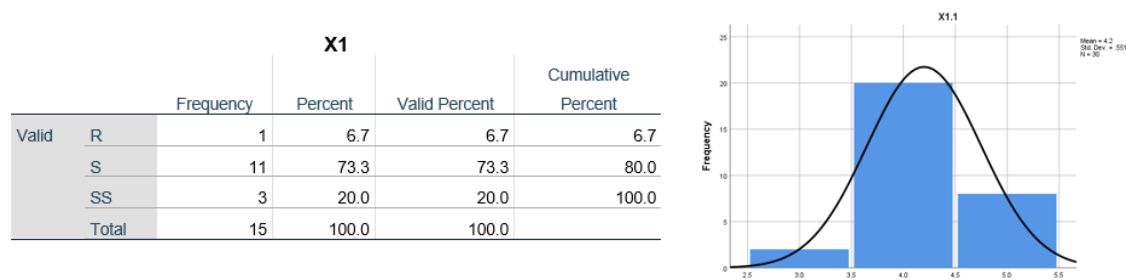 X1
Frequency Percent Valid Percent Cumulative Percent
Valid R 1 6.7 6.7 6.7
S 11 73.3 73.3 80.0
SS 3 20.0 20.0 100.0
Total 15 100.0 100.0
X1.1
Mean = 4.2
Std. Dev. = .551
N = 30
Frequency
25
20
15
10
5
0
2.5 3.0 3.5 4.0 4.5 5.0 5.5